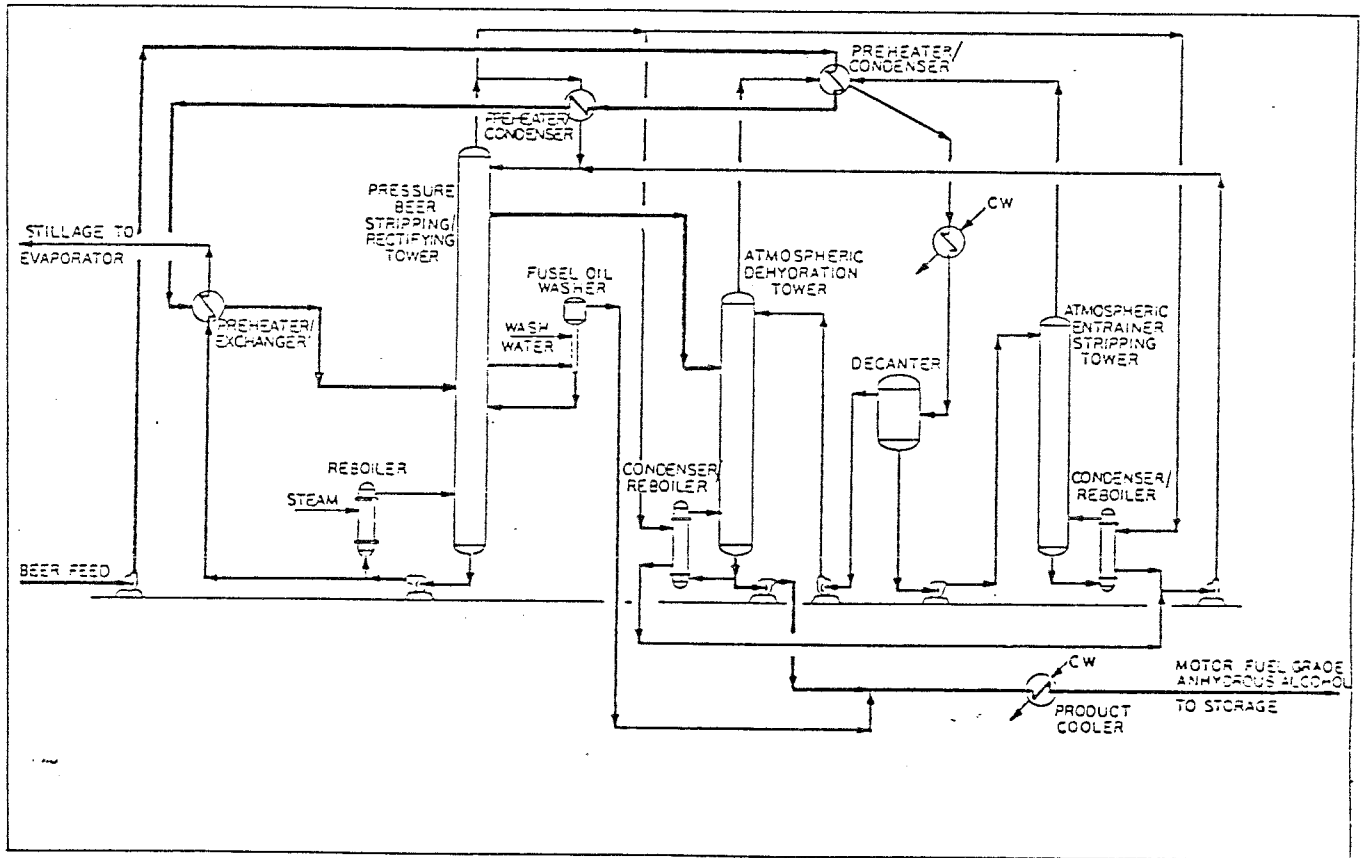 PREHEATER/
CONDENSER
PREHEATER/
CONDENSER
PRESSURE
BEER
STRIPPING/
RECTIFYING
TOWER
CW
STILLAGE TO
EVAPORATOR
ATMOSPHERIC
DEHYDRATION
TOWER
FUSEL OIL
WASHER
PREHEATER/
EXCHANGER
WASH
WATER
ATMOSPHERIC
ENTRAINER
STRIPPING
TOWER
DECANTER
REBOILER
STEAM
CONDENSER/
REBOILER
CONDENSER/
REBOILER
BEER FEED
CW
MOTOR FUEL GRADE
ANHYDROUS ALCOHOL
TO STORAGE
PRODUCT
COOLER